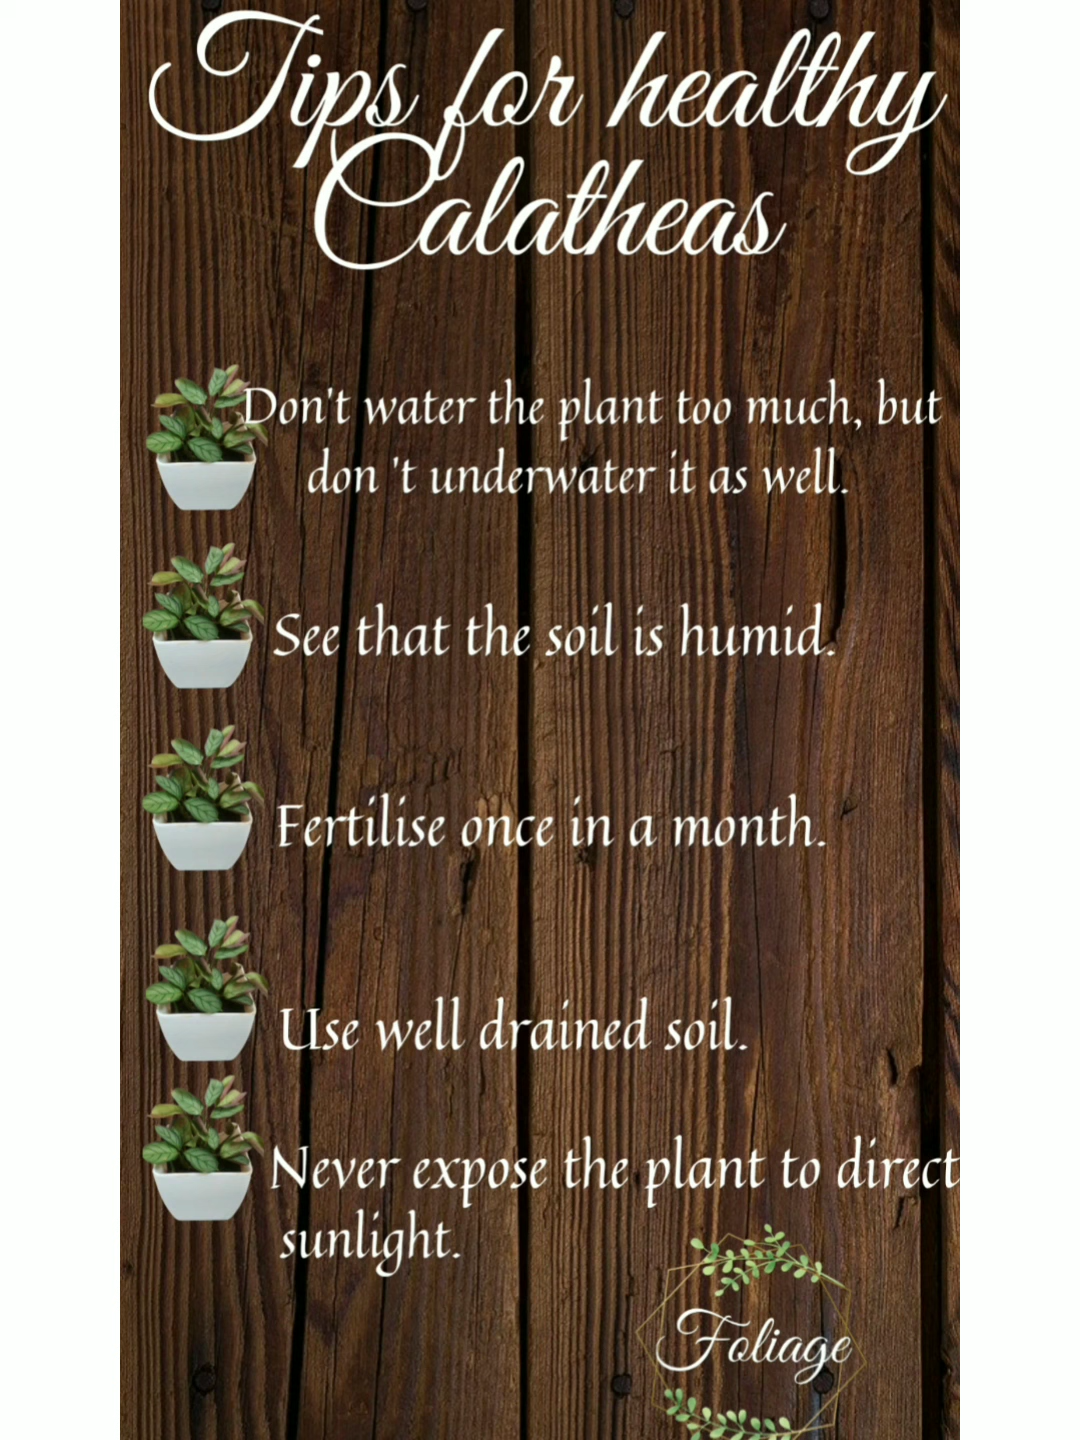 Tips for healthy
Calatheas
Don't water the plant too much, but
don 't underwater it as well.
See that the soil is humid.
Fertilise once in a month.
Use well drained soil.
Never expose the plant to direct
sunlight.
Foliage